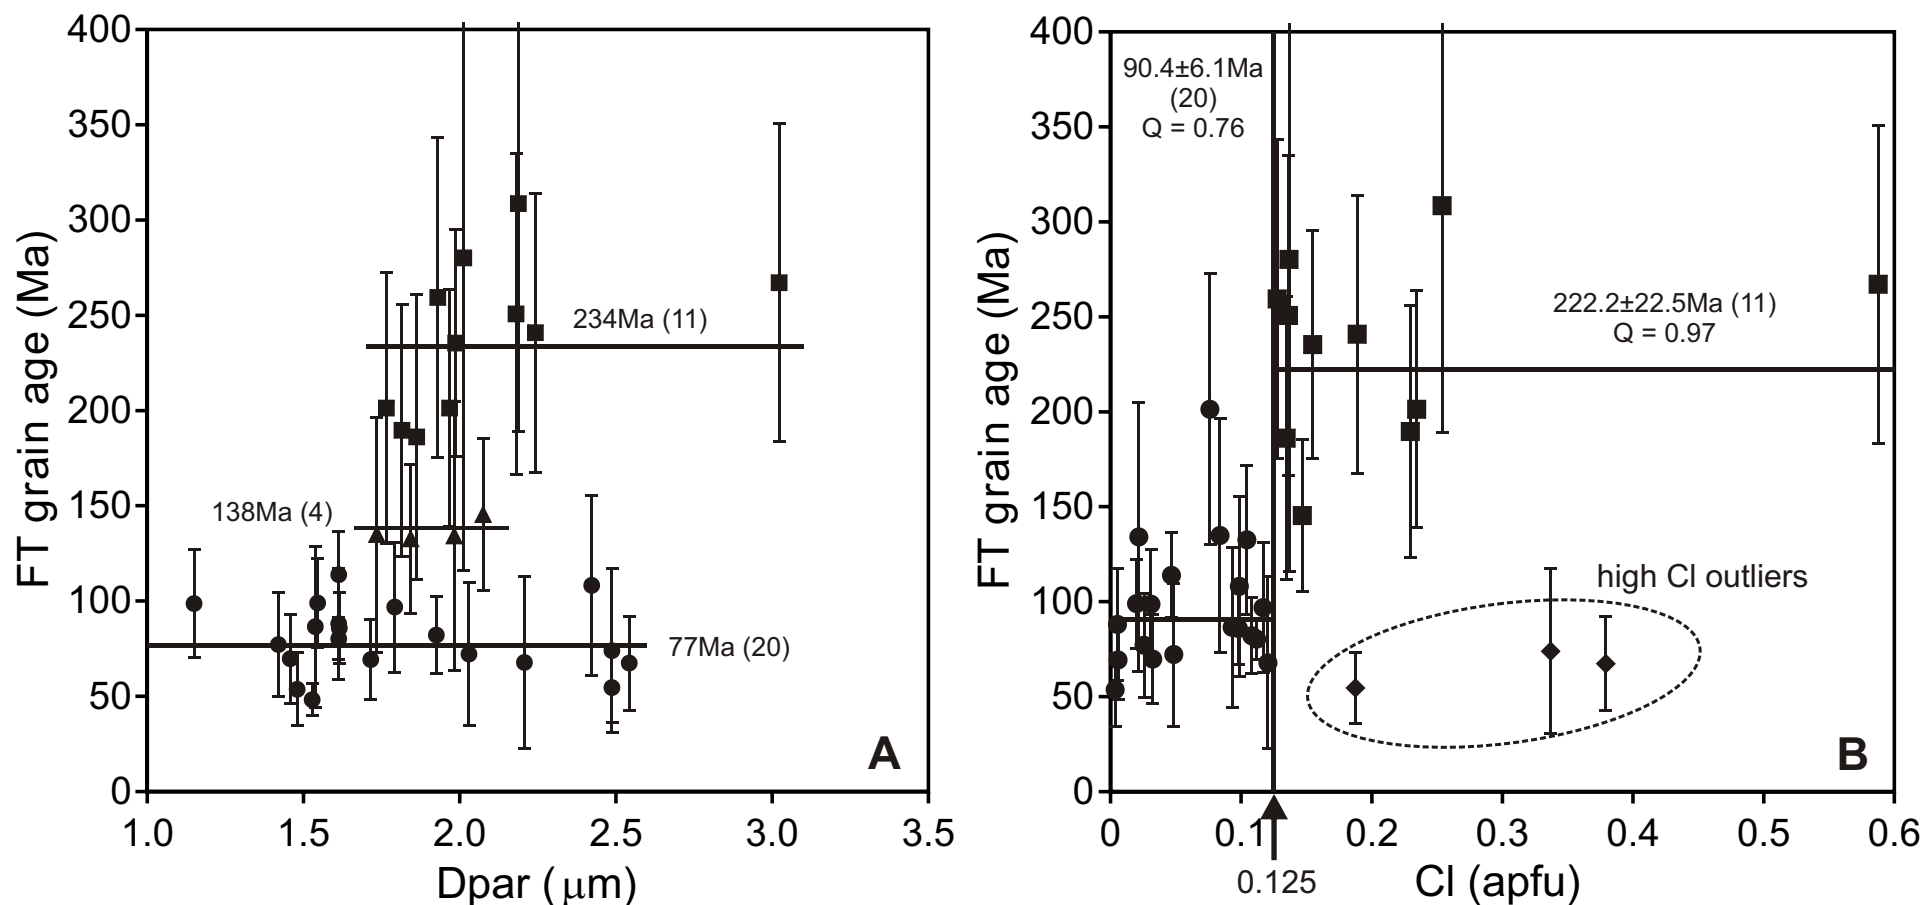 400
350
300
250
200
150
100
50
0
FT grain age (Ma)
1.0 1.5 2.0 2.5 3.0 3.5
Dpar (μm)
234Ma (11)
138Ma (4)
77Ma (20)
A
400
350
300
250
200
150
100
50
0
FT grain age (Ma)
0 0.1 0.2 0.3 0.4 0.5 0.6
0.125
Cl (apfu)
90.4±6.1Ma
(20)
Q = 0.76
222.2±22.5Ma (11)
Q = 0.97
high Cl outliers
B